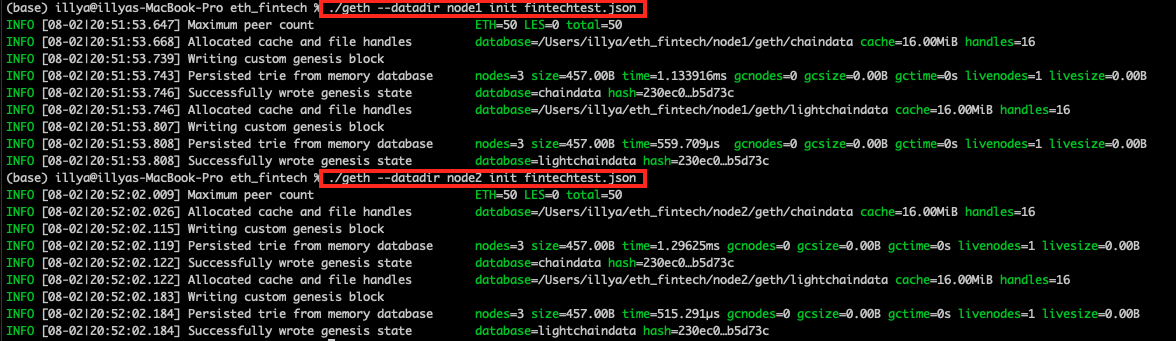 (base) illya@illyas-MacBook-Pro eth_fintech % ./geth --datadir node1 init fintechtest.json
INFO [08-02|20:51:53.647] Maximum peer count ETH=50 LES=0 total=50
INFO [08-02|20:51:53.668] Allocated cache and file handles database=/Users/illya/eth_fintech/node1/geth/chaindata cache=16.00MiB handles=16
INFO [08-02|20:51:53.739] Writing custom genesis block
INFO [08-02|20:51:53.743] Persisted trie from memory database nodes=3 size=457.00B time=1.133916ms gcnodes=0 gcsize=0.00B gctime=0s livenodes=1 livesize=0.00B
INFO [08-02|20:51:53.746] Successfully wrote genesis state database=chaindata hash=230ec0…b5d73c
INFO [08-02|20:51:53.746] Allocated cache and file handles database=/Users/illya/eth_fintech/node1/geth/lightchaindata cache=16.00MiB handles=16
INFO [08-02|20:51:53.807] Writing custom genesis block
INFO [08-02|20:51:53.808] Persisted trie from memory database nodes=3 size=457.00B time=559.709µs gcnodes=0 gcsize=0.00B gctime=0s livenodes=1 livesize=0.00B
INFO [08-02|20:51:53.808] Successfully wrote genesis state database=lightchaindata hash=230ec0…b5d73c
(base) illya@illyas-MacBook-Pro eth_fintech % ./geth --datadir node2 init fintechtest.json
INFO [08-02|20:52:02.009] Maximum peer count ETH=50 LES=0 total=50
INFO [08-02|20:52:02.026] Allocated cache and file handles database=/Users/illya/eth_fintech/node2/geth/chaindata cache=16.00MiB handles=16
INFO [08-02|20:52:02.115] Writing custom genesis block
INFO [08-02|20:52:02.119] Persisted trie from memory database nodes=3 size=457.00B time=1.29625ms gcnodes=0 gcsize=0.00B gctime=0s livenodes=1 livesize=0.00B
INFO [08-02|20:52:02.122] Successfully wrote genesis state database=chaindata hash=230ec0…b5d73c
INFO [08-02|20:52:02.122] Allocated cache and file handles database=/Users/illya/eth_fintech/node2/geth/lightchaindata cache=16.00MiB handles=16
INFO [08-02|20:52:02.183] Writing custom genesis block
INFO [08-02|20:52:02.184] Persisted trie from memory database nodes=3 size=457.00B time=515.291µs gcnodes=0 gcsize=0.00B gctime=0s livenodes=1 livesize=0.00B
INFO [08-02|20:52:02.184] Successfully wrote genesis state database=lightchaindata hash=230ec0…b5d73c